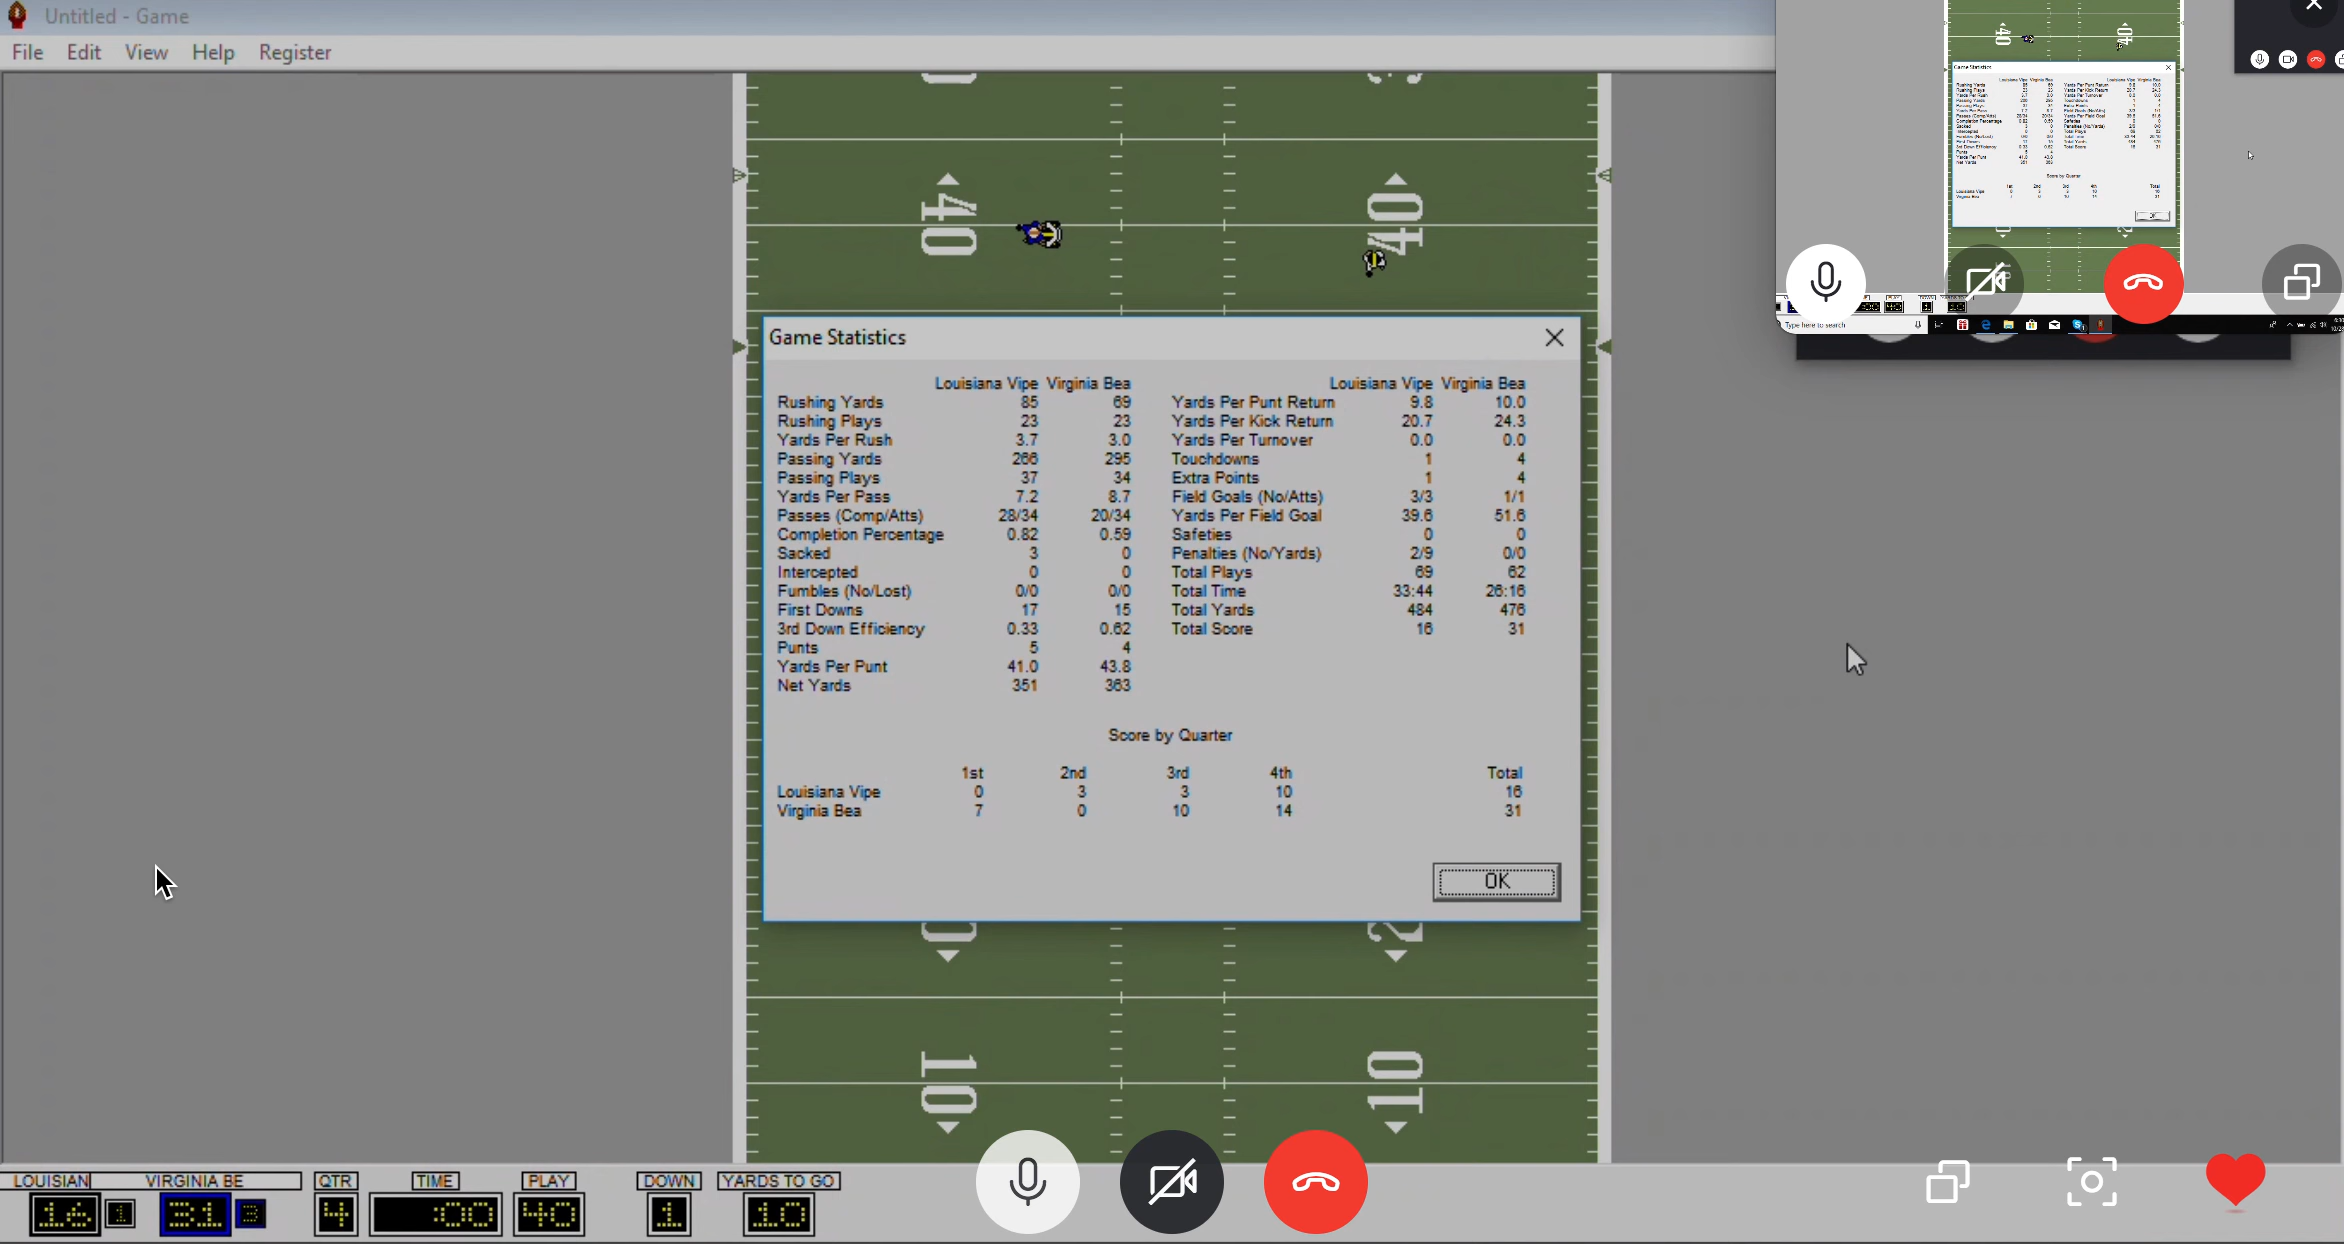 Untitled - Game
File Edit View Help Register
40 40
Game Statistics
Louisiana Vipe Virginia Bea Louisiana Vipe Virginia Bea
Rushing Yards 85 69 Yards Per Punt Return 9.8 10.0
Rushing Plays 23 23 Yards Per Kick Return 20.7 24.3
Yards Per Rush 3.7 3.0 Yards Per Turnover 0.0 0.0
Passing Yards 266 295 Touchdowns 1 4
Passing Plays 37 34 Extra Points 1 4
Yards Per Pass 7.2 8.7 Field Goals (No/Atts) 3/3 1/1
Passes (Comp/Atts) 28/34 20/34 Yards Per Field Goal 39.6 51.6
Completion Percentage 0.82 0.59 Safeties 0 0
Sacked 3 0 Penalties (No/Yards) 2/9 0/0
Intercepted 0 0 Total Plays 69 62
Fumbles (No/Lost) 0/0 0/0 Total Time 33:44 26:16
First Downs 17 15 Total Yards 484 476
3rd Down Efficiency 0.33 0.62 Total Score 16 31
Punts 5 4
Yards Per Punt 41.0 43.8
Net Yards 351 363
Score by Quarter
1st 2nd 3rd 4th Total
Louisiana Vipe 0 3 3 10 16
Virginia Bea 7 0 10 14 31
OK
10 10
LOUISIAN VIRGINIA BE QTR TIME PLAY DOWN YARDS TO GO
16 1 31 3 4 :00 40 1 10
Game Statistics
Score by Quarter
OK
Type here to search